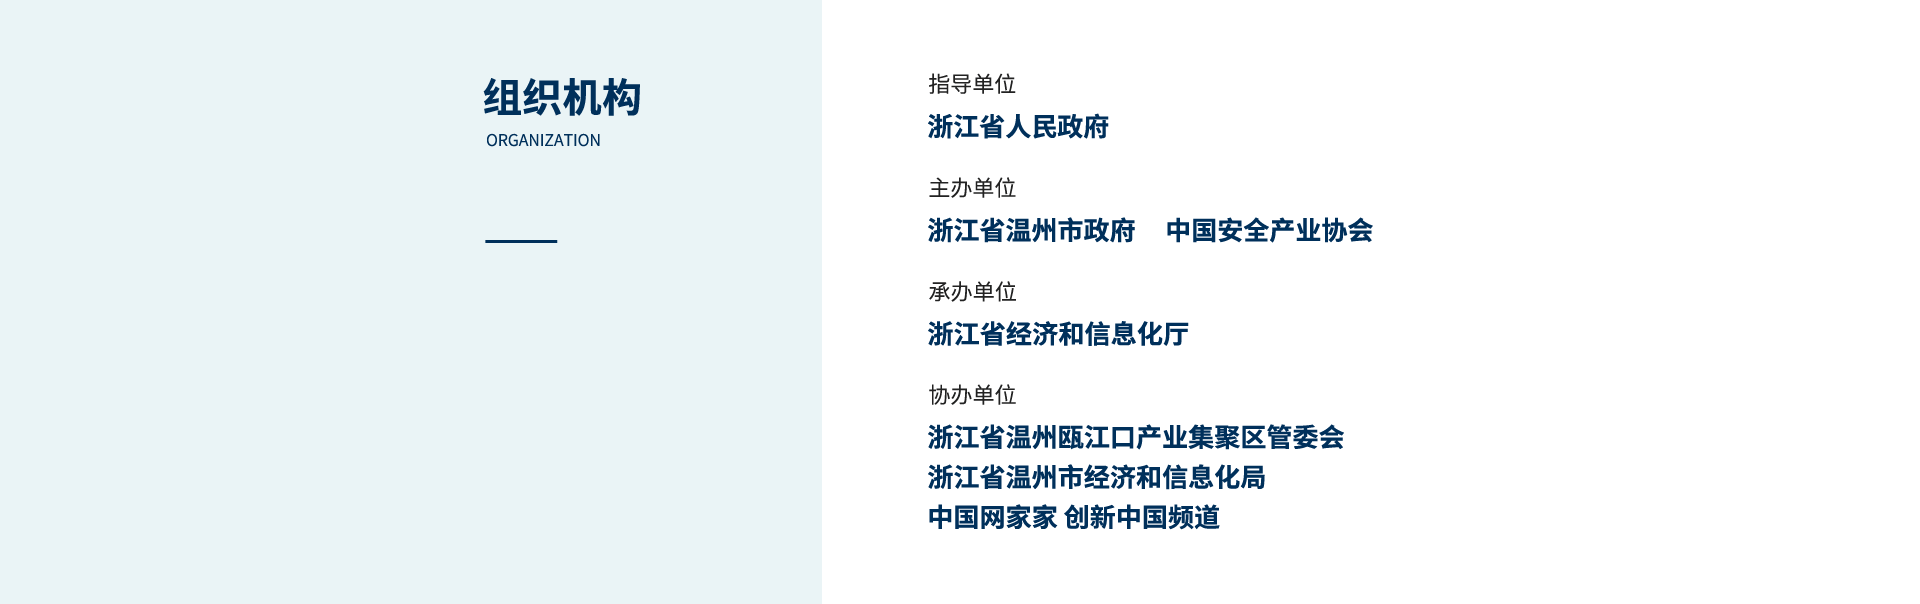 组织机构
ORGANIZATION
指导单位
浙江省人民政府
主办单位
浙江省温州市政府 中国安全产业协会
承办单位
浙江省经济和信息化厅
协办单位
浙江省温州瓯江口产业集聚区管委会
浙江省温州市经济和信息化局
中国网家家 创新中国频道